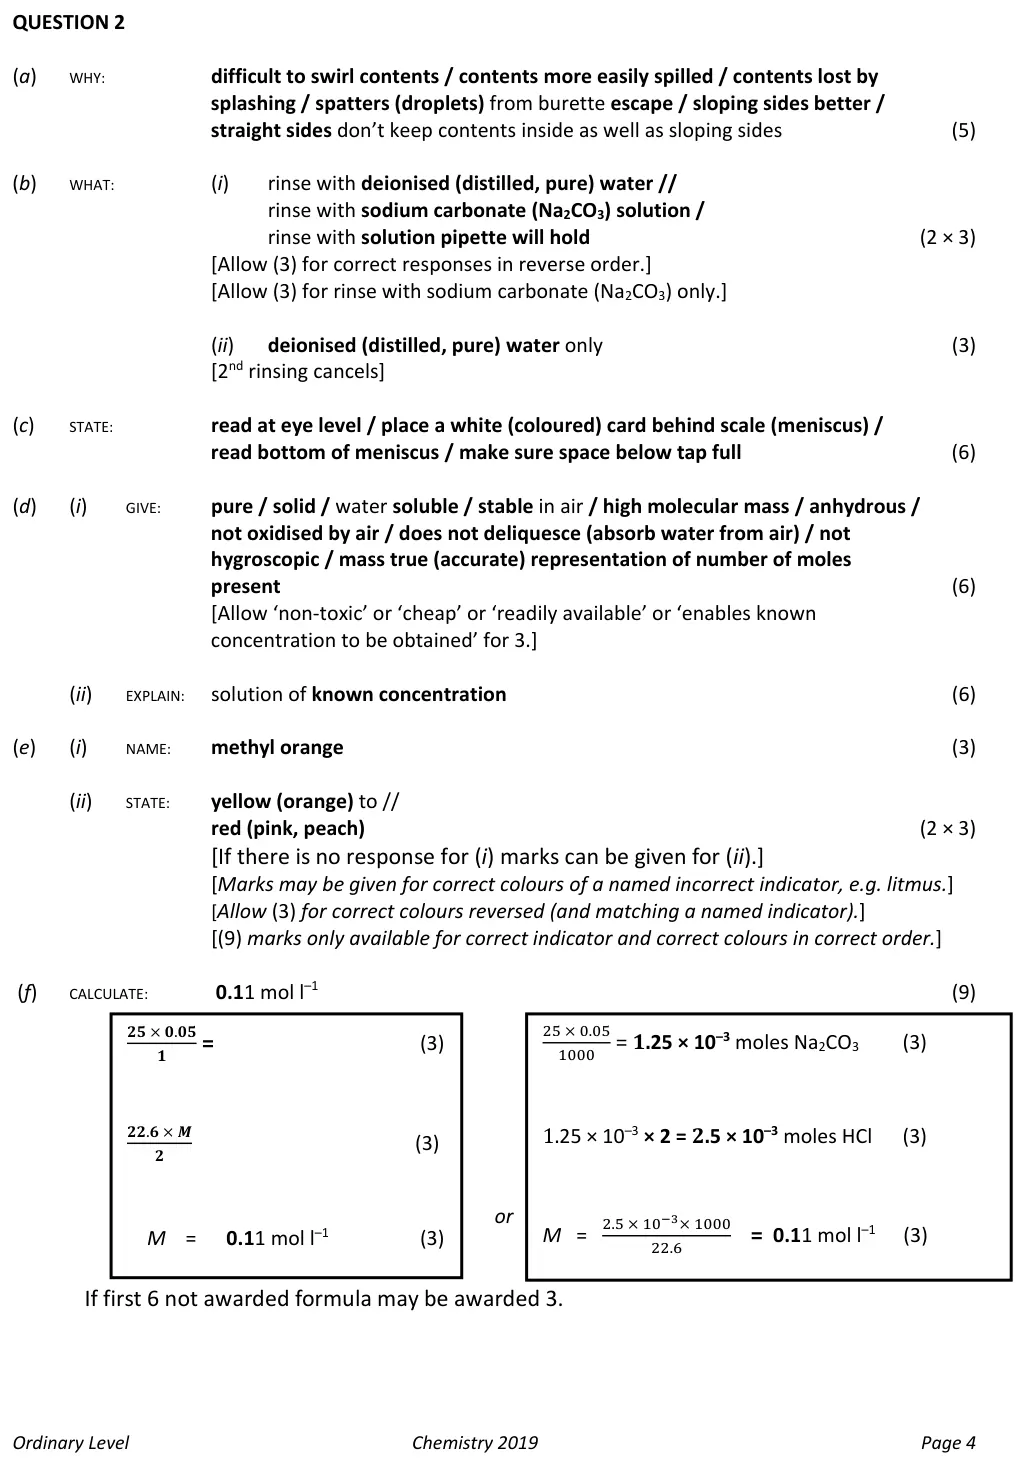 QUESTION 2
(a) WHY: difficult to swirl contents / contents more easily spilled / contents lost by
splashing / spatters (droplets) from burette escape / sloping sides better /
straight sides don’t keep contents inside as well as sloping sides (5)
(b) WHAT: (i) rinse with deionised (distilled, pure) water //
rinse with sodium carbonate (Na₂CO₃) solution /
rinse with solution pipette will hold (2 × 3)
[Allow (3) for correct responses in reverse order.]
[Allow (3) for rinse with sodium carbonate (Na₂CO₃) only.]
(ii) deionised (distilled, pure) water only (3)
[2nd rinsing cancels]
(c) STATE: read at eye level / place a white (coloured) card behind scale (meniscus) /
read bottom of meniscus / make sure space below tap full (6)
(d) (i) GIVE: pure / solid / water soluble / stable in air / high molecular mass / anhydrous /
not oxidised by air / does not deliquesce (absorb water from air) / not
hygroscopic / mass true (accurate) representation of number of moles
present (6)
[Allow ‘non-toxic’ or ‘cheap’ or ‘readily available’ or ‘enables known
concentration to be obtained’ for 3.]
(ii) EXPLAIN: solution of known concentration (6)
(e) (i) NAME: methyl orange (3)
(ii) STATE: yellow (orange) to //
red (pink, peach) (2 × 3)
[If there is no response for (i) marks can be given for (ii).]
[Marks may be given for correct colours of a named incorrect indicator, e.g. litmus.]
[Allow (3) for correct colours reversed (and matching a named indicator).]
[(9) marks only available for correct indicator and correct colours in correct order.]
(f) CALCULATE: 0.11 mol l⁻¹ (9)
25 × 0.05 / 1 = (3)
22.6 × M / 2 (3)
M = 0.11 mol l⁻¹ (3)
or
25 × 0.05 / 1000 = 1.25 × 10⁻³ moles Na₂CO₃ (3)
1.25 × 10⁻³ × 2 = 2.5 × 10⁻³ moles HCl (3)
M = 2.5 × 10⁻³ × 1000 / 22.6 = 0.11 mol l⁻¹ (3)
If first 6 not awarded formula may be awarded 3.
Ordinary Level Chemistry 2019 Page 4